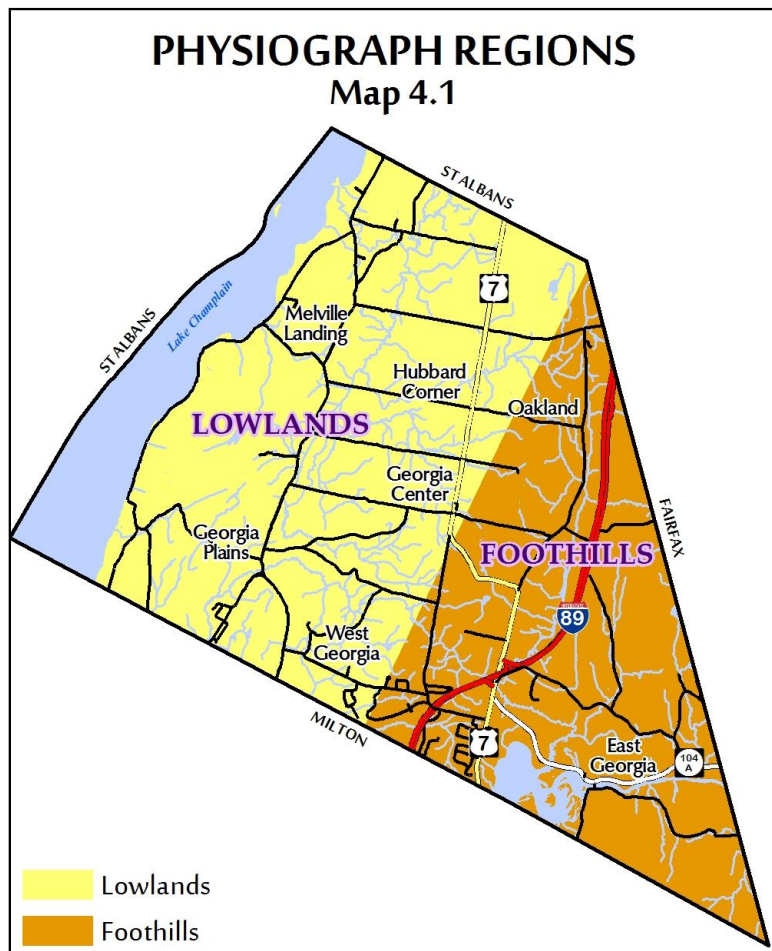 PHYSIOGRAPH REGIONS
Map 4.1
ST ALBANS
7
Lake Champlain
ST ALBANS
Melville
Landing
Hubbard
Corner
Oakland
LOWLANDS
Georgia
Center
FAIRFAX
Georgia
Plains
FOOTHILLS
89
West
Georgia
MILTON
7
East
Georgia
104
A
Lowlands
Foothills